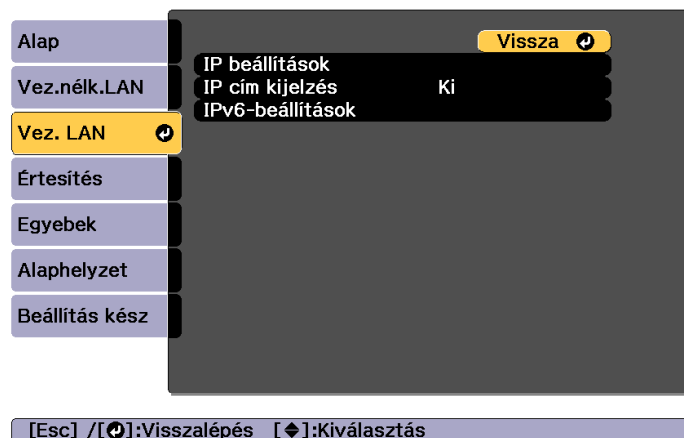 Alap
Vez.nélk.LAN
Vez. LAN
Értesítés
Egyebek
Alaphelyzet
Beállítás kész
Vissza
IP beállítások
IP cím kijelzés Ki
IPv6-beállítások
[Esc] /[]:Visszalépés []:Kiválasztás